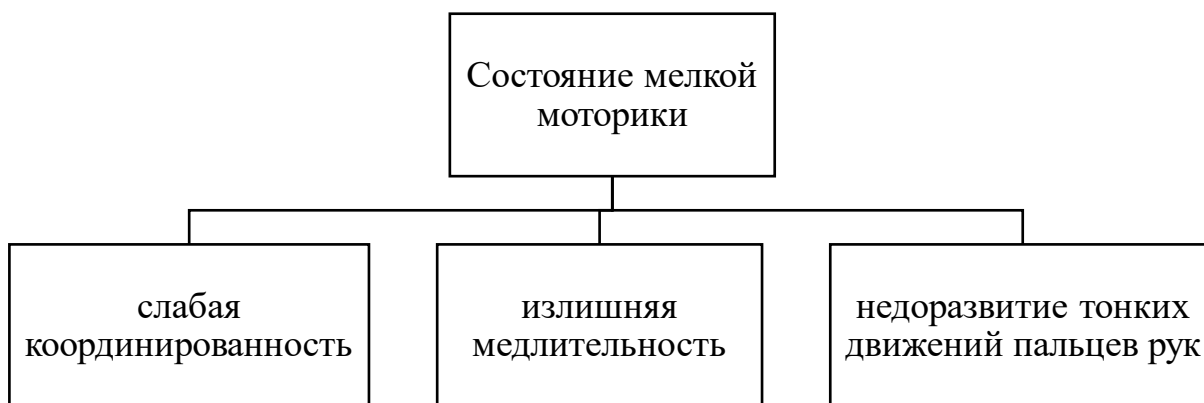 Состояние мелкой
моторики
слабая
координированность
излишняя
медлительность
недоразвитие тонких
движений пальцев рук